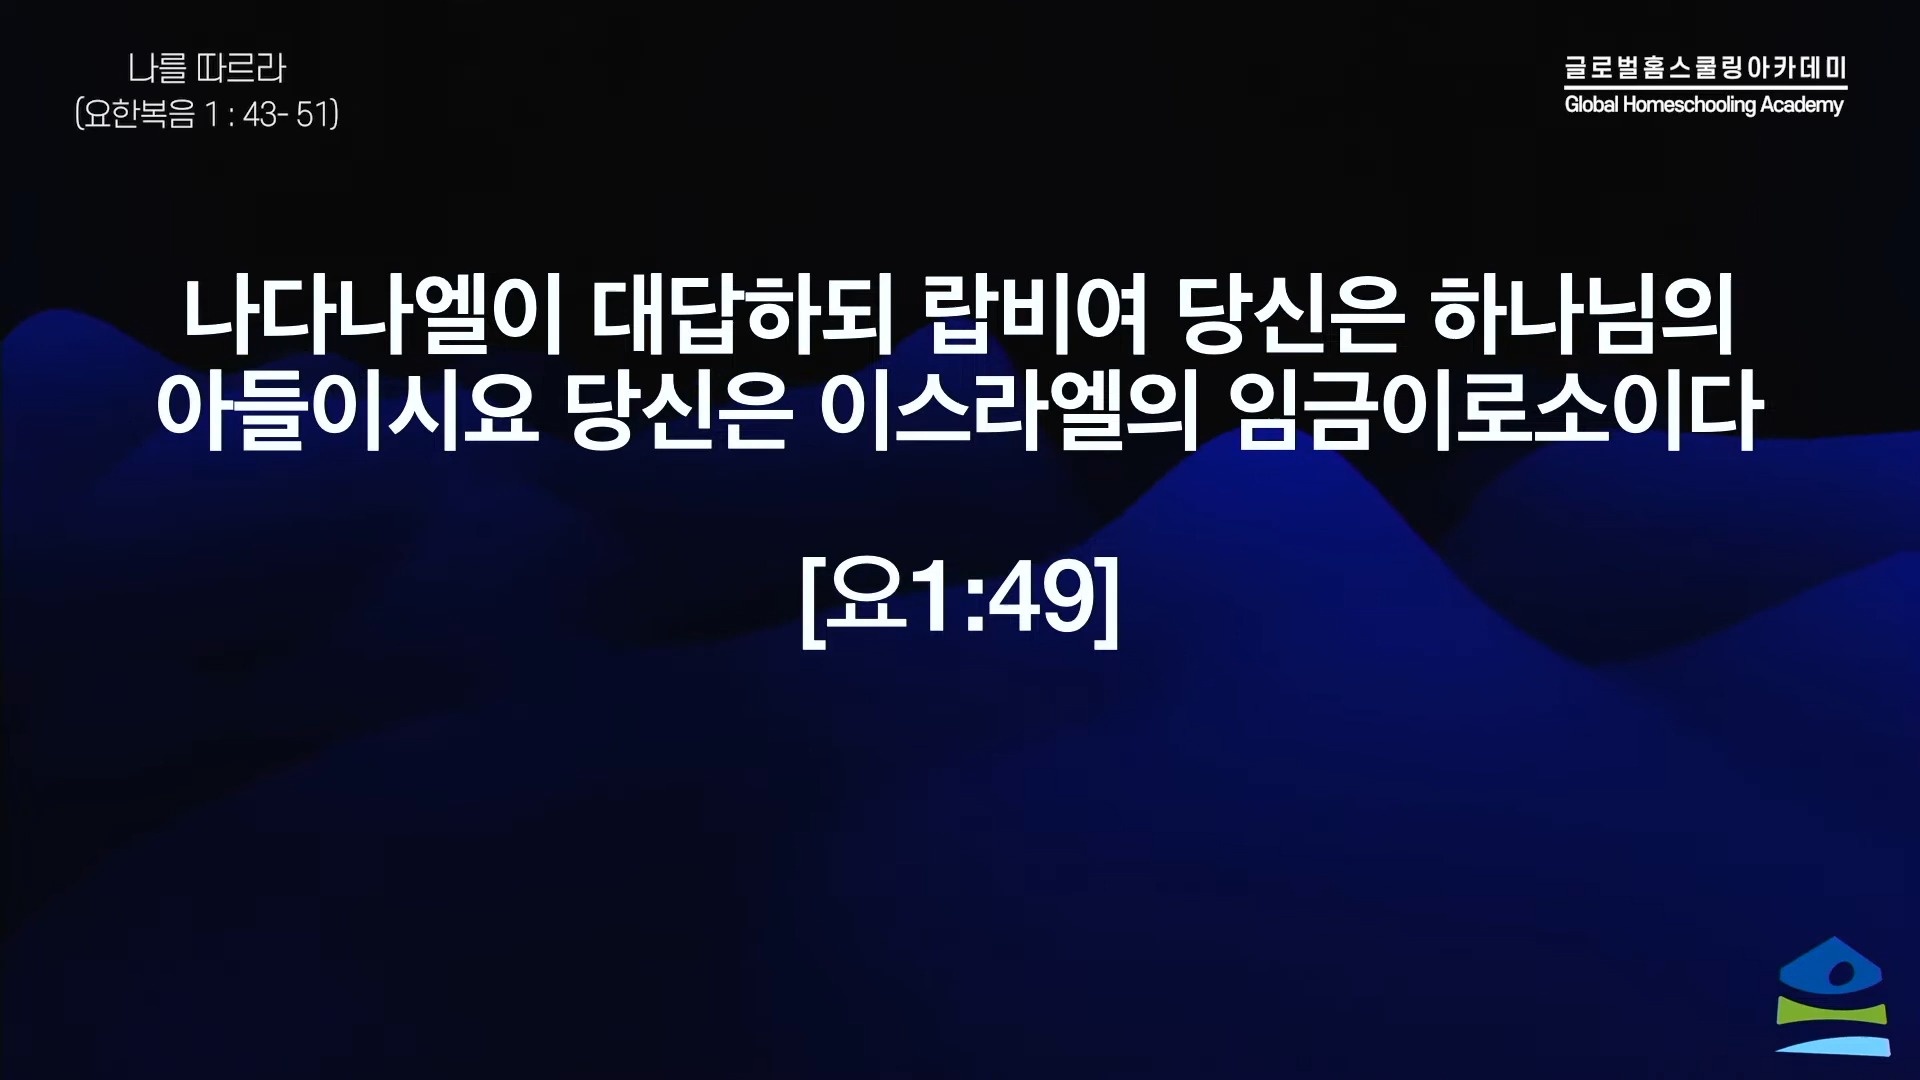 나를 따르라
(요한복음 1 : 43- 51)
글로벌홈스쿨링아카데미
Global Homeschooling Academy
나다나엘이 대답하되 랍비여 당신은 하나님의
아들이시요 당신은 이스라엘의 임금이로소이다
[요1:49]